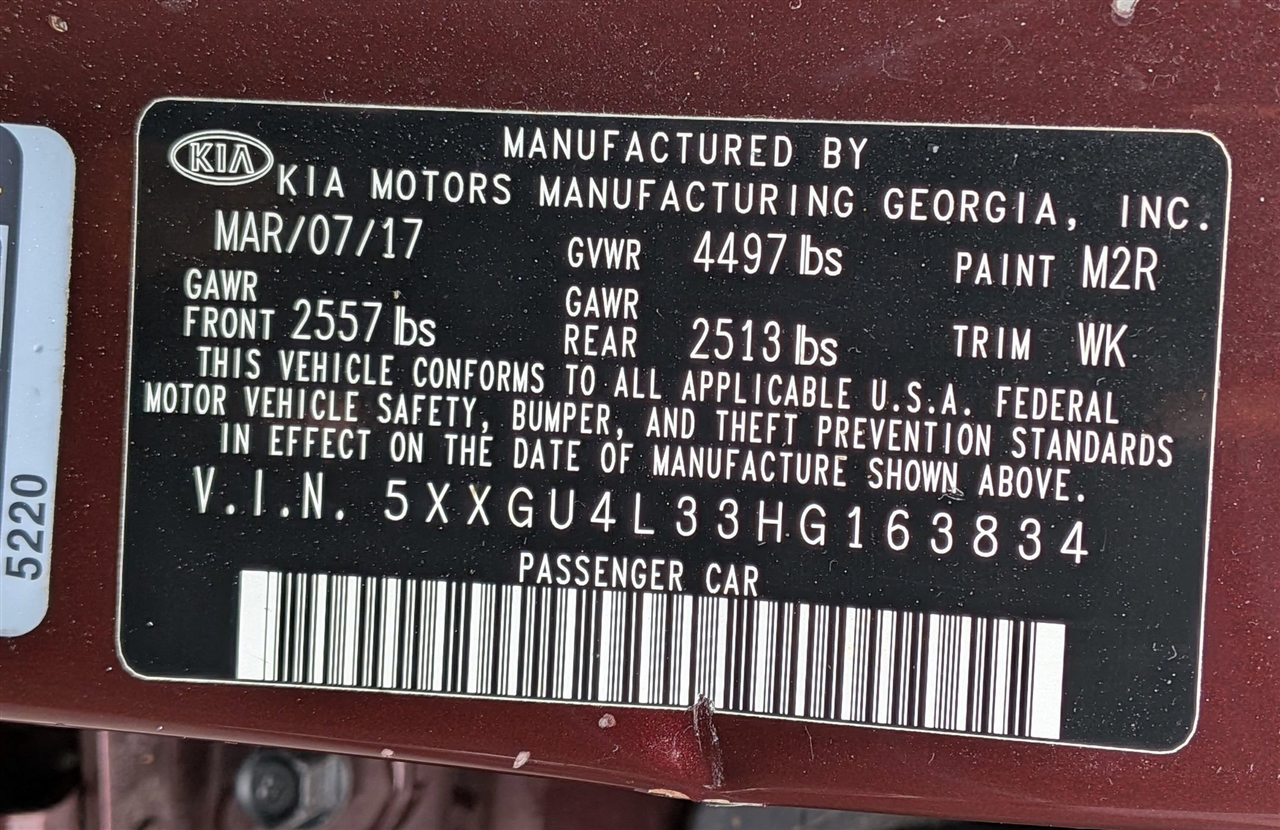 MANUFACTURED BY
KIA KIA MOTORS MANUFACTURING GEORGIA, INC.
MAR/07/17 GVWR 4497 lbs PAINT M2R
GAWR FRONT 2557 lbs GAWR REAR 2513 lbs TRIM WK
THIS VEHICLE CONFORMS TO ALL APPLICABLE U.S.A. FEDERAL
MOTOR VEHICLE SAFETY, BUMPER, AND THEFT PREVENTION STANDARDS
IN EFFECT ON THE DATE OF MANUFACTURE SHOWN ABOVE.
V.I.N. 5XXGU4L33HG163834
PASSENGER CAR
5220